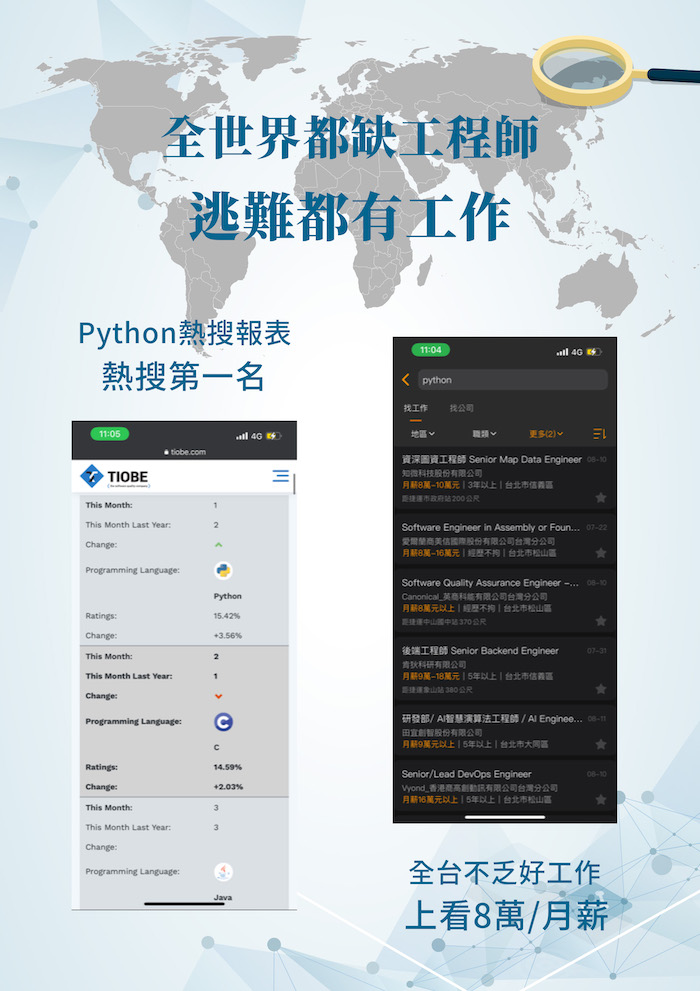 全世界都缺工程師
逃難都有工作
Python熱搜報表
熱搜第一名
11:05
4G
tiobe.com
TIOBE
(the software quality company)
This Month: 1
This Month Last Year: 2
Change:
Programming Language:
Python
Ratings: 15.42%
Change: +3.56%
This Month: 2
This Month Last Year: 1
Change:
Programming Language:
C
C
Ratings: 14.59%
Change: +2.03%
This Month: 3
This Month Last Year: 3
Change:
Programming Language:
Java
11:04
4G
python
找工作 找公司
地區 職類 更多(2)
資深圖資工程師 Senior Map Data Engineer 08-10
知微科技股份有限公司
月薪8萬-10萬元｜3年以上｜台北市信義區
距捷運市政府站200公尺
Software Engineer in Assembly or Foun... 07-22
愛爾蘭商美信國際股份有限公司台灣分公司
月薪8萬-16萬元｜經歷不拘｜台北市松山區
Software Quality Assurance Engineer –... 08-10
Canonical_英商科能有限公司台灣分公司
月薪8萬元以上｜經歷不拘｜台北市松山區
距捷運中山國中站370公尺
後端工程師 Senior Backend Engineer 07-21
肯狄科研有限公司
月薪9萬-18萬元｜5年以上｜台北市信義區
距捷運象山站380公尺
研發部/ AI智慧演算法工程師 / AI Enginee... 08-11
田宜創智股份有限公司
月薪9萬元以上｜5年以上｜台北市大同區
Senior/Lead DevOps Engineer 08-10
Vyond_香港商高創動訊有限公司台灣分公司
月薪16萬元以上｜5年以上｜台北市松山區
全台不乏好工作
上看8萬/月薪